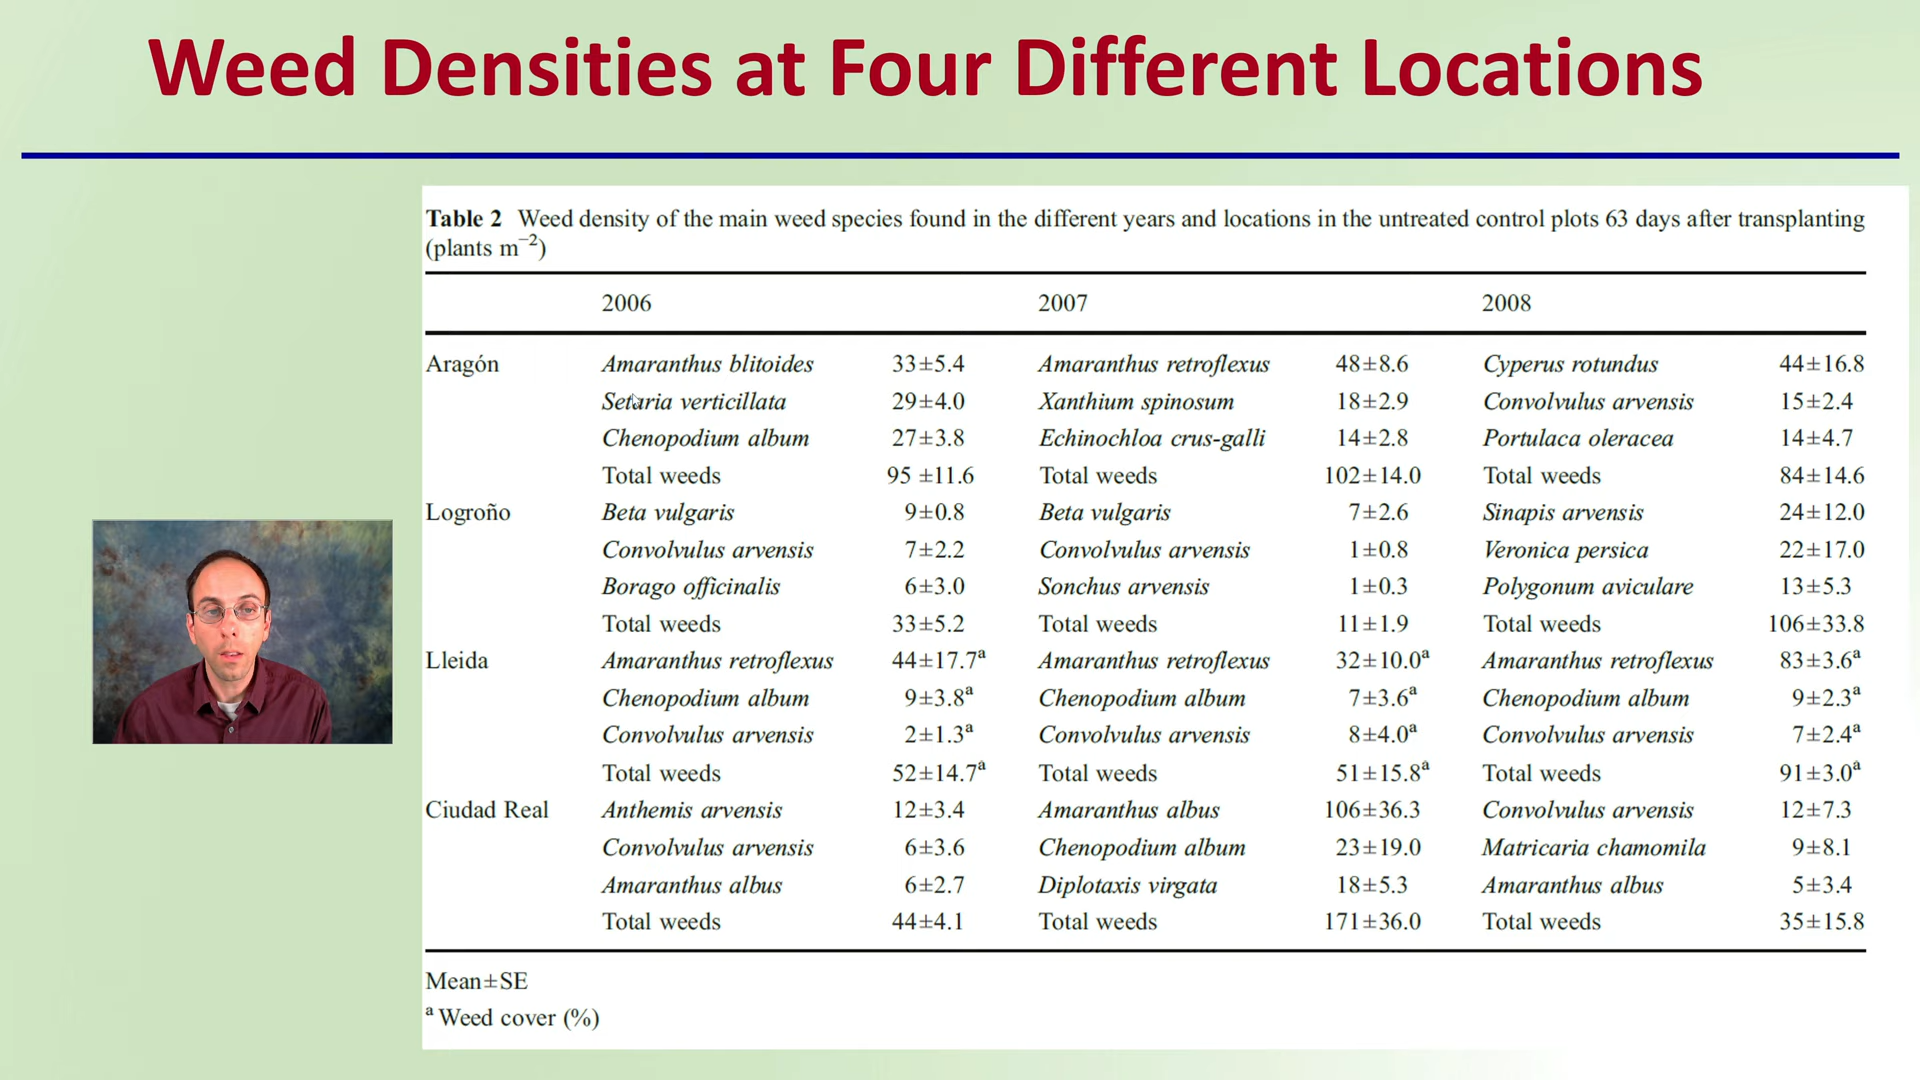 Weed Densities at Four Different Locations
Table 2 Weed density of the main weed species found in the different years and locations in the untreated control plots 63 days after transplanting
(plants m⁻²)
2006 2007 2008
Aragón Amaranthus blitoides 33±5.4 Amaranthus retroflexus 48±8.6 Cyperus rotundus 44±16.8
Setaria verticillata 29±4.0 Xanthium spinosum 18±2.9 Convolvulus arvensis 15±2.4
Chenopodium album 27±3.8 Echinochloa crus-galli 14±2.8 Portulaca oleracea 14±4.7
Total weeds 95 ±11.6 Total weeds 102±14.0 Total weeds 84±14.6
Logroño Beta vulgaris 9±0.8 Beta vulgaris 7±2.6 Sinapis arvensis 24±12.0
Convolvulus arvensis 7±2.2 Convolvulus arvensis 1±0.8 Veronica persica 22±17.0
Borago officinalis 6±3.0 Sonchus arvensis 1±0.3 Polygonum aviculare 13±5.3
Total weeds 33±5.2 Total weeds 11±1.9 Total weeds 106±33.8
Lleida Amaranthus retroflexus 44±17.7ᵃ Amaranthus retroflexus 32±10.0ᵃ Amaranthus retroflexus 83±3.6ᵃ
Chenopodium album 9±3.8ᵃ Chenopodium album 7±3.6ᵃ Chenopodium album 9±2.3ᵃ
Convolvulus arvensis 2±1.3ᵃ Convolvulus arvensis 8±4.0ᵃ Convolvulus arvensis 7±2.4ᵃ
Total weeds 52±14.7ᵃ Total weeds 51±15.8ᵃ Total weeds 91±3.0ᵃ
Ciudad Real Anthemis arvensis 12±3.4 Amaranthus albus 106±36.3 Convolvulus arvensis 12±7.3
Convolvulus arvensis 6±3.6 Chenopodium album 23±19.0 Matricaria chamomila 9±8.1
Amaranthus albus 6±2.7 Diplotaxis virgata 18±5.3 Amaranthus albus 5±3.4
Total weeds 44±4.1 Total weeds 171±36.0 Total weeds 35±15.8
Mean±SE
ᵃ Weed cover (%)